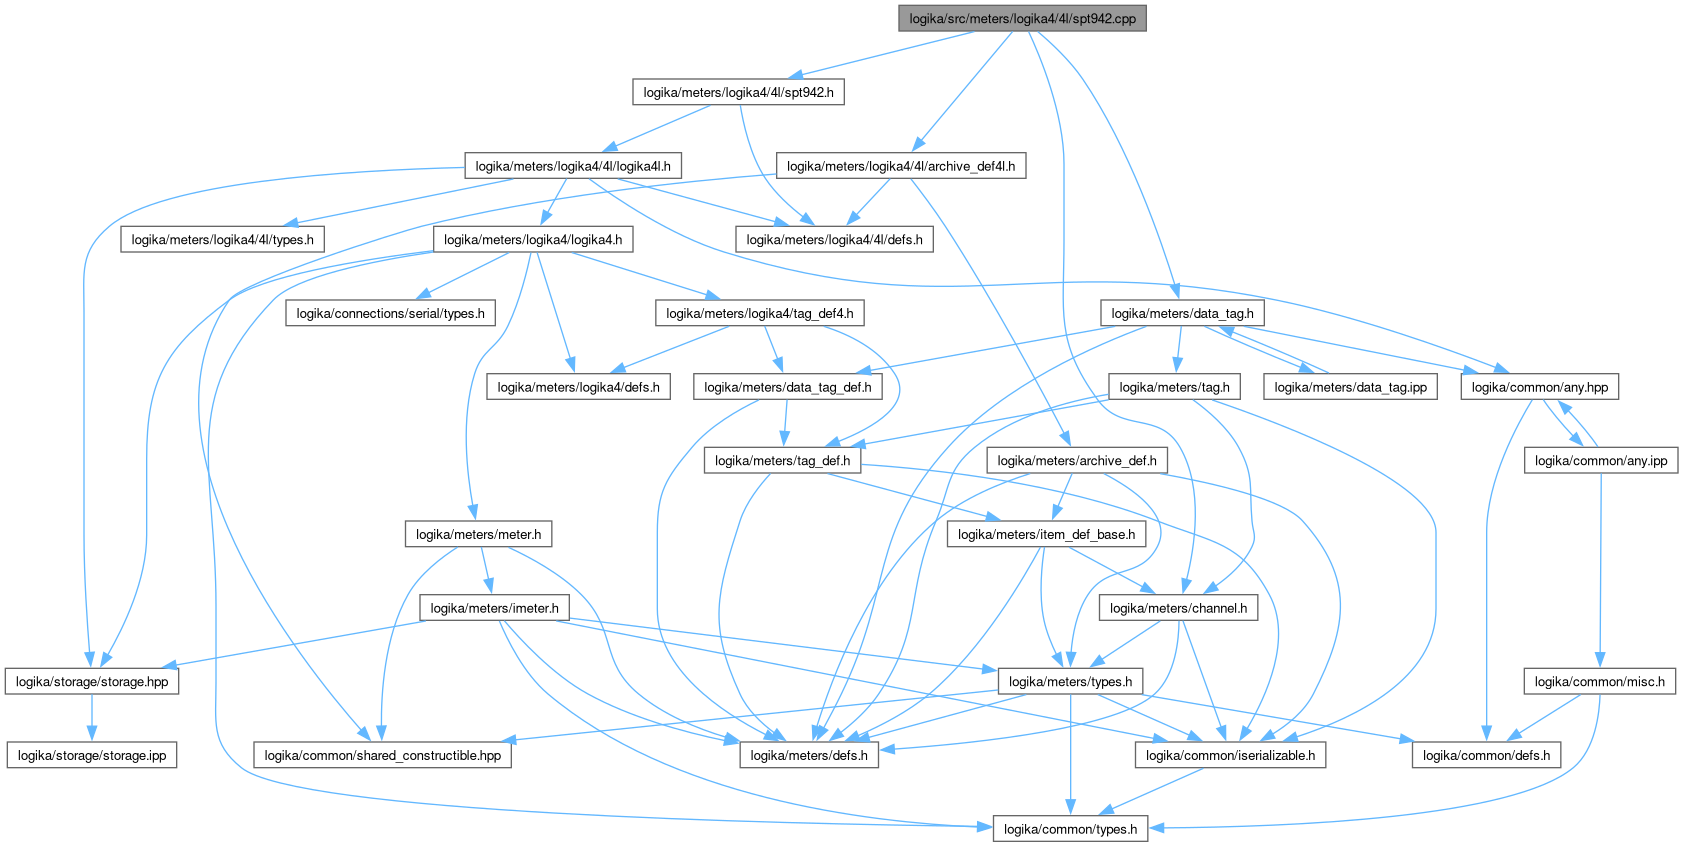 logika/src/meters/logika4/4l/spt942.cpp
logika/meters/logika4/4l/spt942.h
logika/meters/logika4/4l/logika4l.h
logika/meters/logika4/4l/archive_def4l.h
logika/meters/logika4/4l/types.h
logika/meters/logika4/logika4.h
logika/meters/logika4/4l/defs.h
logika/connections/serial/types.h
logika/meters/logika4/tag_def4.h
logika/meters/data_tag.h
logika/meters/logika4/defs.h
logika/meters/data_tag_def.h
logika/meters/tag.h
logika/meters/data_tag.ipp
logika/common/any.hpp
logika/meters/tag_def.h
logika/meters/archive_def.h
logika/common/any.ipp
logika/meters/meter.h
logika/meters/item_def_base.h
logika/meters/imeter.h
logika/meters/channel.h
logika/storage/storage.hpp
logika/meters/types.h
logika/common/misc.h
logika/storage/storage.ipp
logika/common/shared_constructible.hpp
logika/meters/defs.h
logika/common/iserializable.h
logika/common/defs.h
logika/common/types.h